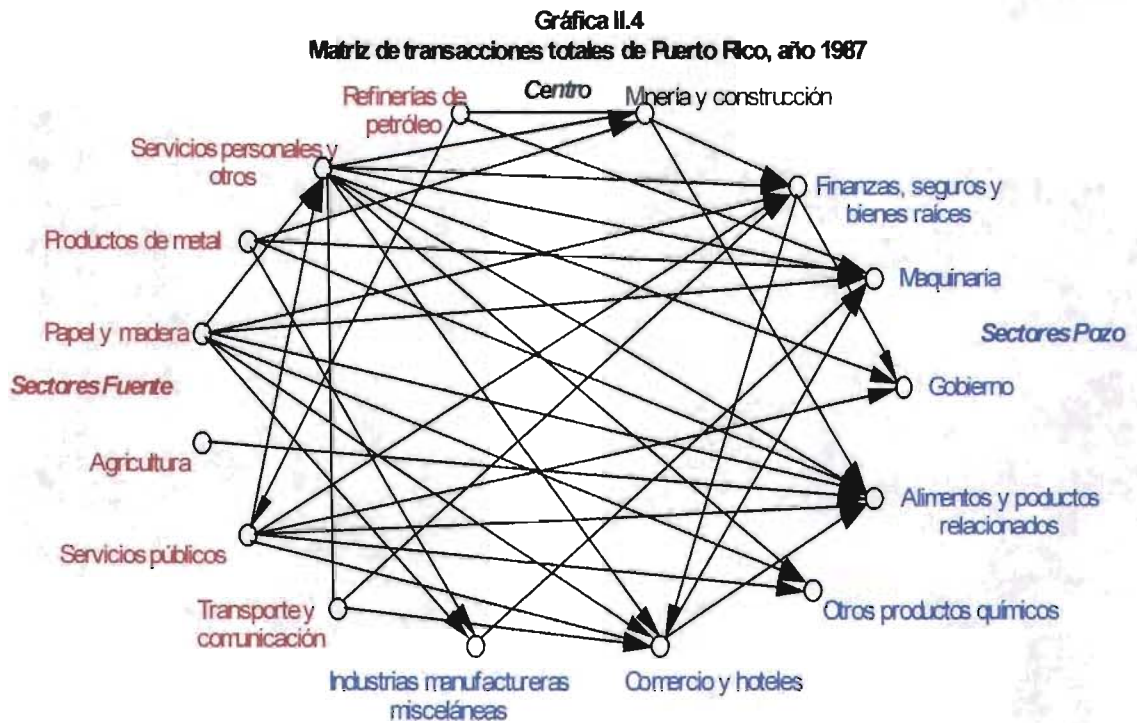 Gráfica II.4
Matriz de transacciones totales de Puerto Rico, año 1987
Centro
Refinerías de
petróleo
Minería y construcción
Servicios personales y
otros
Finanzas, seguros y
bienes raíces
Productos de metal
Maquinaria
Papel y madera
Sectores Pozo
Sectores Fuente
Gobierno
Agricultura
Alimentos y poductos
relacionados
Servicios públicos
Transporte y
comunicación
Otros productos químicos
Industrias manufactureras
misceláneas
Comercio y hoteles